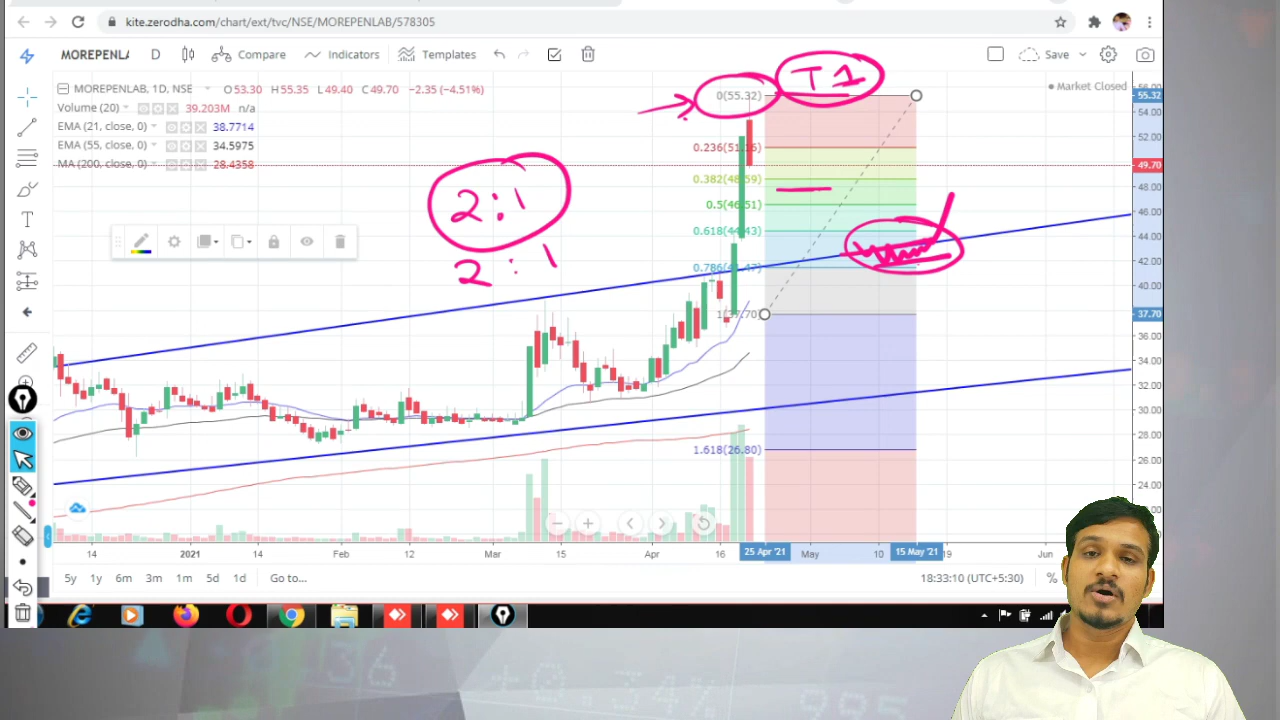 kite.zerodha.com/chart/ext/tvc/NSE/MOREPENLAB/578305
MOREPENLA D Compare Indicators Templates Save
MOREPENLAB, 1D, NSE O53.30 H55.35 L49.40 C49.70 −2.35 (−4.51%)
Volume (20) 39.203M n/a
EMA (21, close, 0) 38.7714
EMA (55, close, 0) 34.5975
MA (200, close, 0) 28.4358
Market Closed
T1
0(55.32)
0.236(51.16)
0.382(48.59)
0.5(46.51)
0.618(44.43)
1(37.70)
1.618(26.80)
2:1
2:1
55.32
54.00
52.00
49.70
48.00
46.00
44.00
42.00
40.00
37.70
36.00
34.00
32.00
30.00
28.00
26.00
24.00
14 2021 14 Feb 12 Mar 15 Apr 16 25 Apr '21 May 10 15 May '21 19 Jun
5y 1y 6m 3m 1m 5d 1d Go to... 18:33:10 (UTC+5:30) %